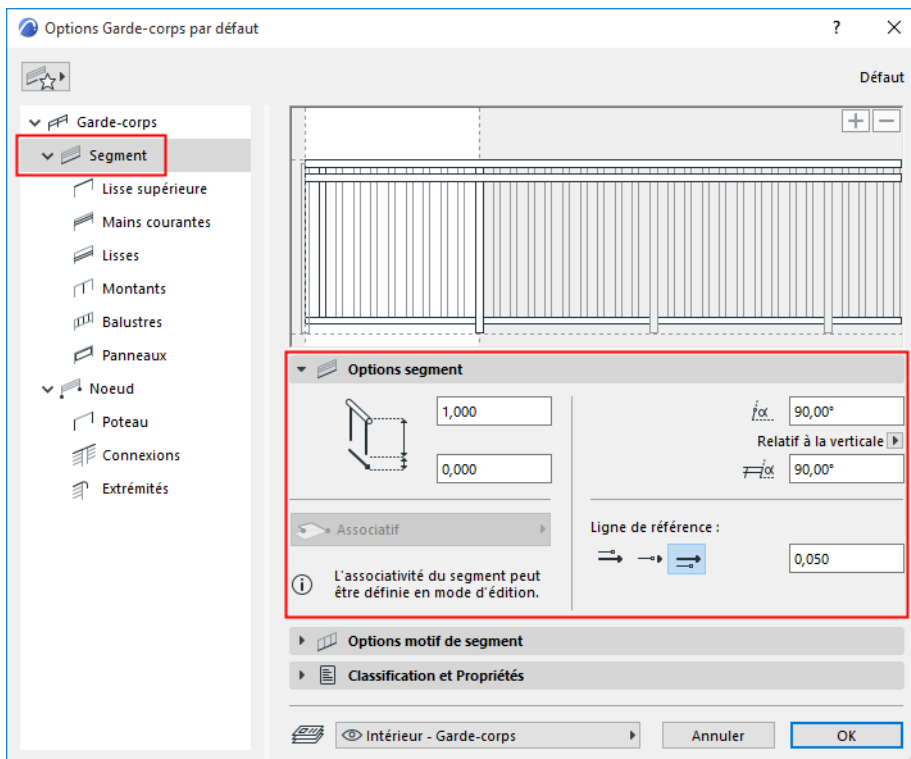 Options Garde-corps par défaut
?
Défaut
Garde-corps
Segment
Lisse supérieure
Mains courantes
Lisses
Montants
Balustres
Panneaux
Noeud
Poteau
Connexions
Extrémités
Options segment
1,000
0,000
α 90,00°
Relatif à la verticale
α 90,00°
Associatif
L'associativité du segment peut
être définie en mode d'édition.
Ligne de référence :
0,050
Options motif de segment
Classification et Propriétés
Intérieur - Garde-corps
Annuler
OK